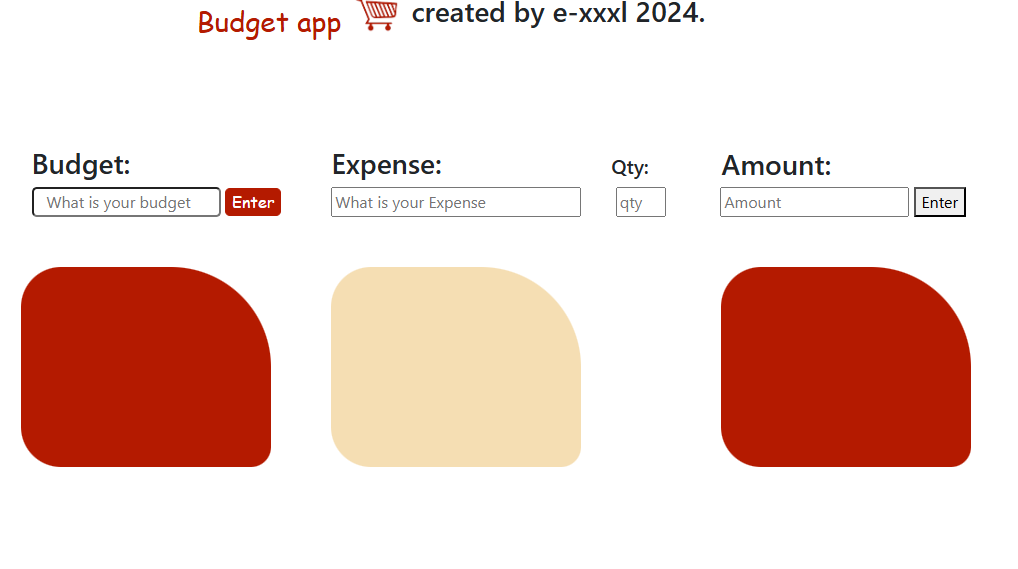 Budget app created by e-xxxl 2024.
Budget: Expense: Qty: Amount:
What is your budget Enter What is your Expense qty Amount Enter